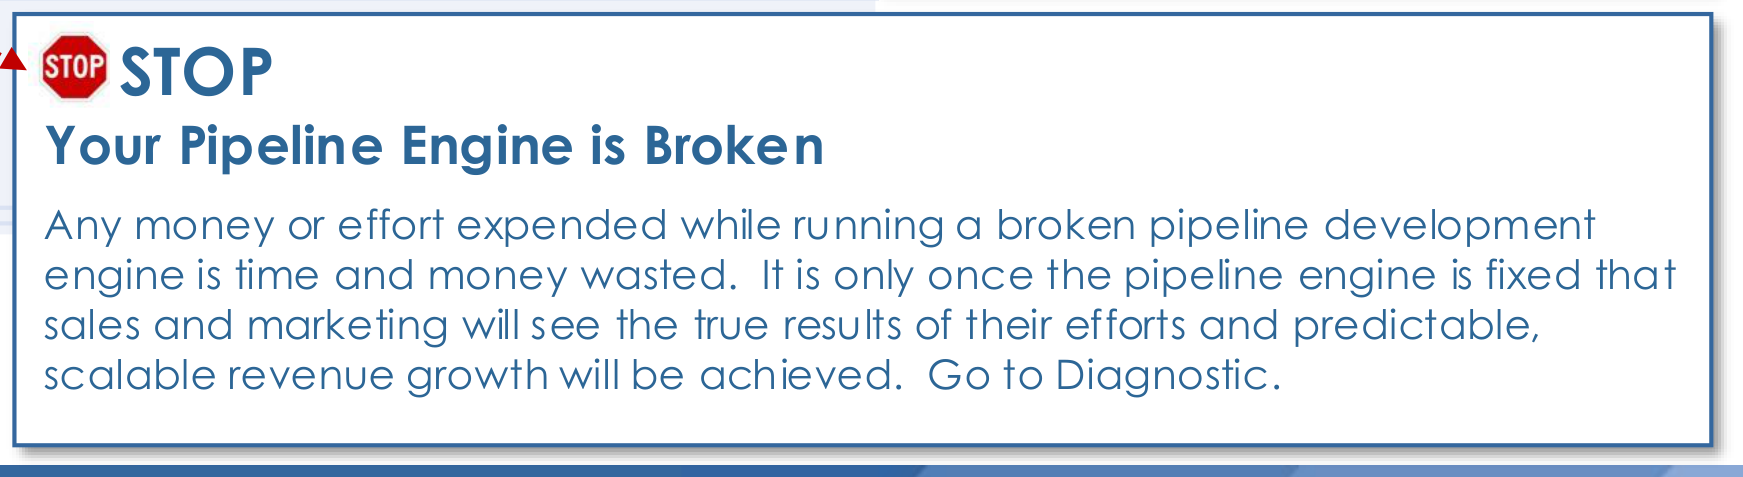 STOP STOP
Your Pipeline Engine is Broken
Any money or effort expended while running a broken pipeline development
engine is time and money wasted.  It is only once the pipeline engine is fixed that
sales and marketing will see the true results of their efforts and predictable,
scalable revenue growth will be achieved.  Go to Diagnostic.